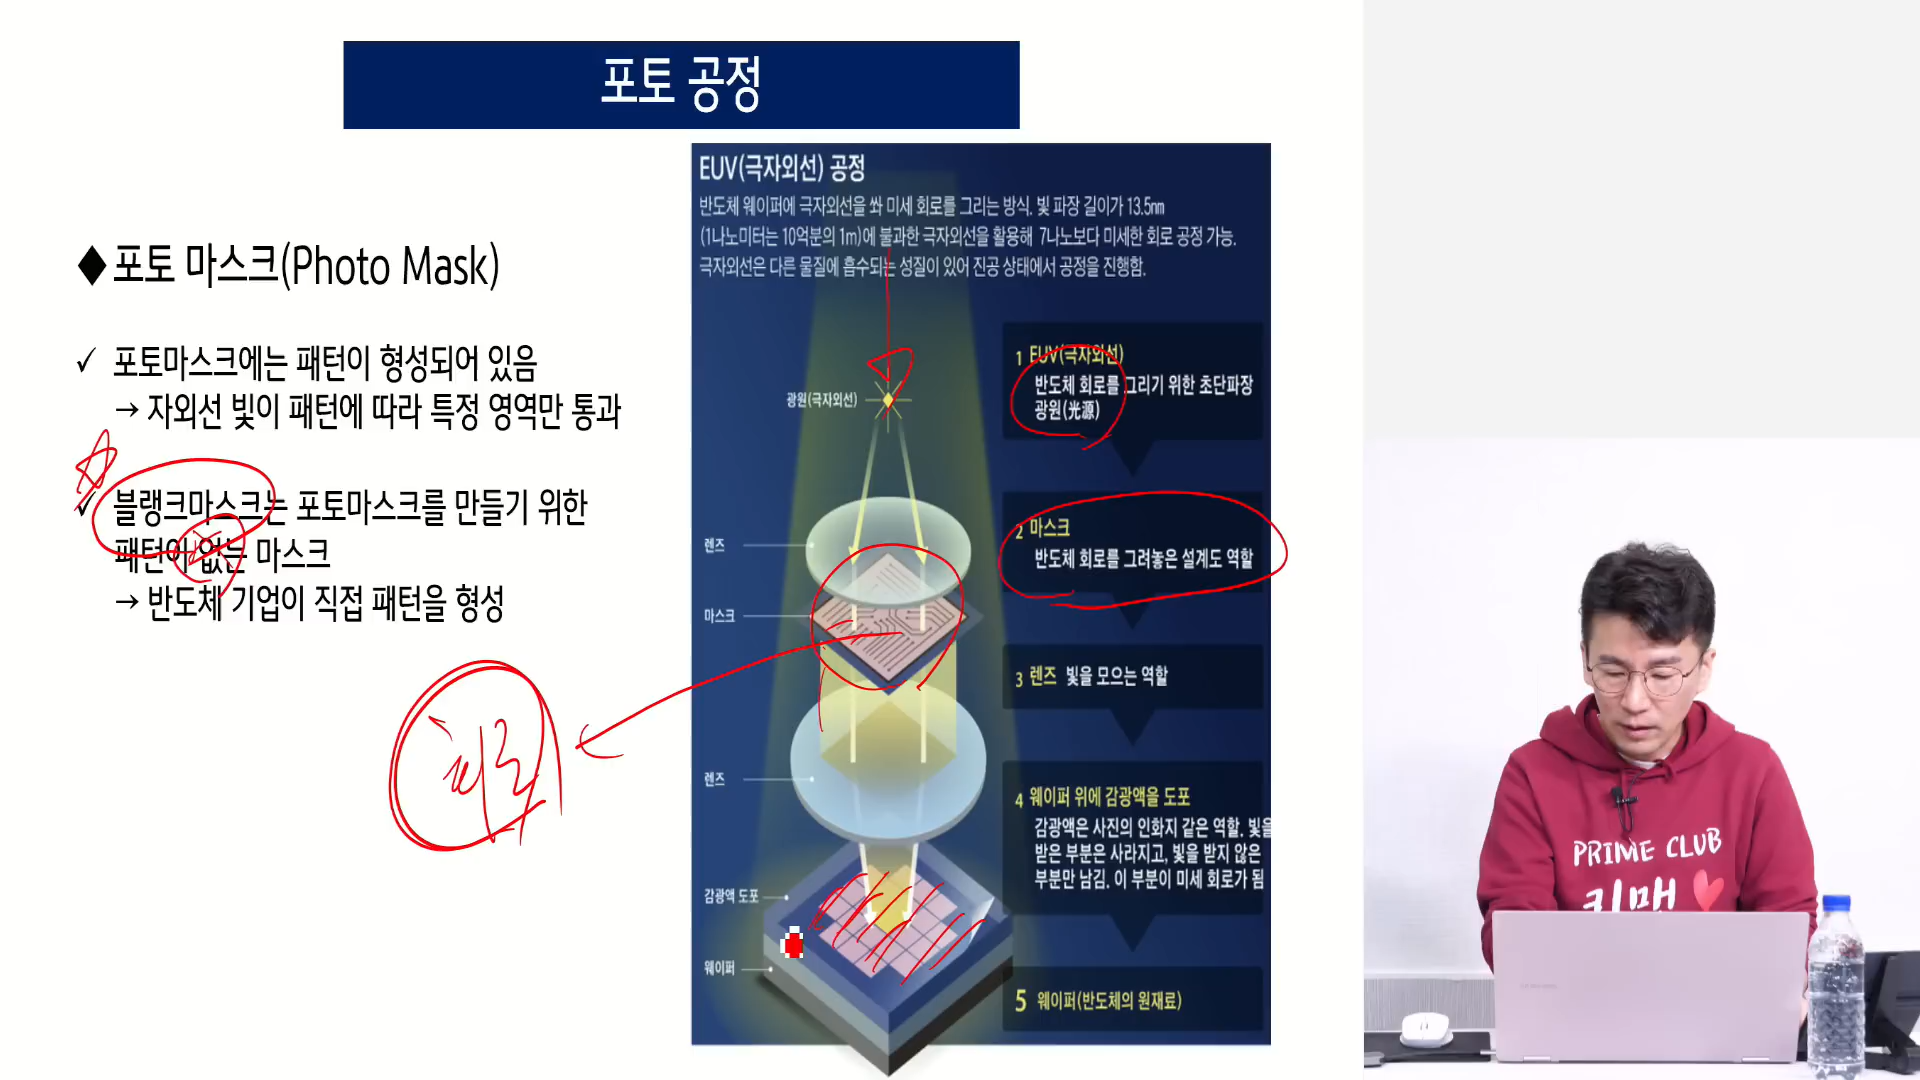 포토 공정
◆포토 마스크(Photo Mask)
✓ 포토마스크에는 패턴이 형성되어 있음
→ 자외선 빛이 패턴에 따라 특정 영역만 통과
✓ 블랭크마스크는 포토마스크를 만들기 위한
패턴이 없는 마스크
→ 반도체 기업이 직접 패턴을 형성
회로
EUV(극자외선) 공정
반도체 웨이퍼에 극자외선을 쏴 미세 회로를 그리는 방식. 빛 파장 길이가 13.5nm
(1나노미터는 10억분의 1m)에 불과한 극자외선을 활용해 7나노보다 미세한 회로 공정 가능.
극자외선은 다른 물질에 흡수되는 성질이 있어 진공 상태에서 공정을 진행함.
광원(극자외선)
렌즈
마스크
렌즈
감광액 도포
웨이퍼
1 EUV(극자외선)
반도체 회로를 그리기 위한 초단파장
광원(光源)
2 마스크
반도체 회로를 그려놓은 설계도 역할
3 렌즈 빛을 모으는 역할
4 웨이퍼 위에 감광액을 도포
감광액은 사진의 인화지 같은 역할. 빛을
받은 부분은 사라지고, 빛을 받지 않은
부분만 남김. 이 부분이 미세 회로가 됨
5 웨이퍼(반도체의 원재료)
PRIME CLUB